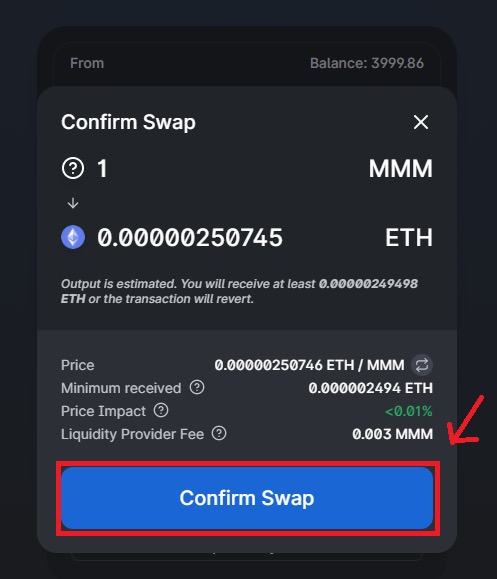 From Balance: 3999.86
Confirm Swap
1 MMM
0.00000250745 ETH
Output is estimated. You will receive at least 0.00000249498
ETH or the transaction will revert.
Price 0.00000250746 ETH / MMM
Minimum received 0.000002494 ETH
Price Impact <0.01%
Liquidity Provider Fee 0.003 MMM
Confirm Swap